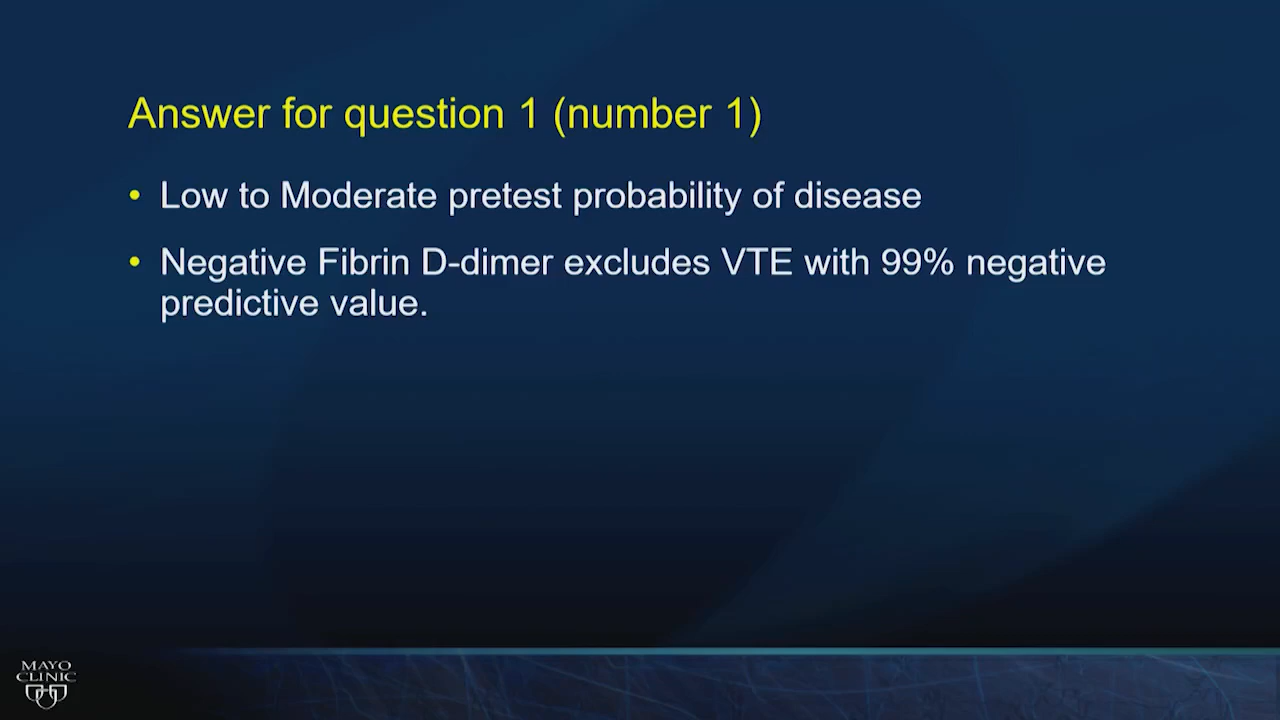 Answer for question 1 (number 1)
• Low to Moderate pretest probability of disease
• Negative Fibrin D-dimer excludes VTE with 99% negative
predictive value.
MAYO
CLINIC